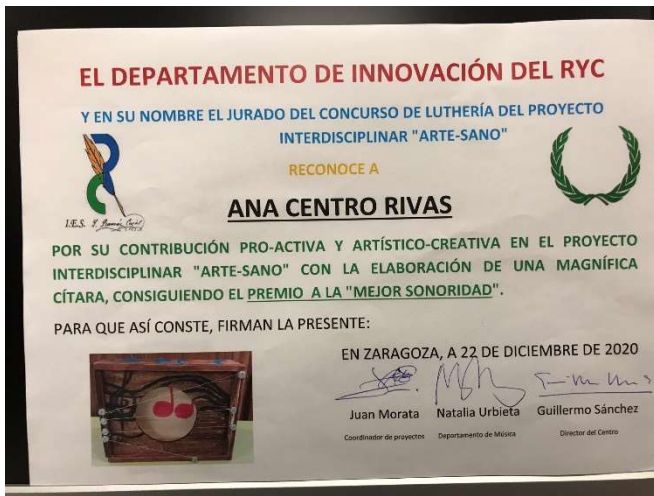 EL DEPARTAMENTO DE INNOVACIÓN DEL RYC
Y EN SU NOMBRE EL JURADO DEL CONCURSO DE LUTHERÍA DEL PROYECTO
INTERDISCIPLINAR "ARTE-SANO"
RECONOCE A
ANA CENTRO RIVAS
I.E.S.
POR SU CONTRIBUCIÓN PRO-ACTIVA Y ARTÍSTICO-CREATIVA EN EL PROYECTO
INTERDISCIPLINAR "ARTE-SANO" CON LA ELABORACIÓN DE UNA MAGNÍFICA
CÍTARA, CONSIGUIENDO EL PREMIO A LA "MEJOR SONORIDAD".
PARA QUE ASÍ CONSTE, FIRMAN LA PRESENTE:
EN ZARAGOZA, A 22 DE DICIEMBRE DE 2020
Juan Morata Natalia Urbieta Guillermo Sánchez
Coordinador de proyectos Departamento de Música Director del Centro